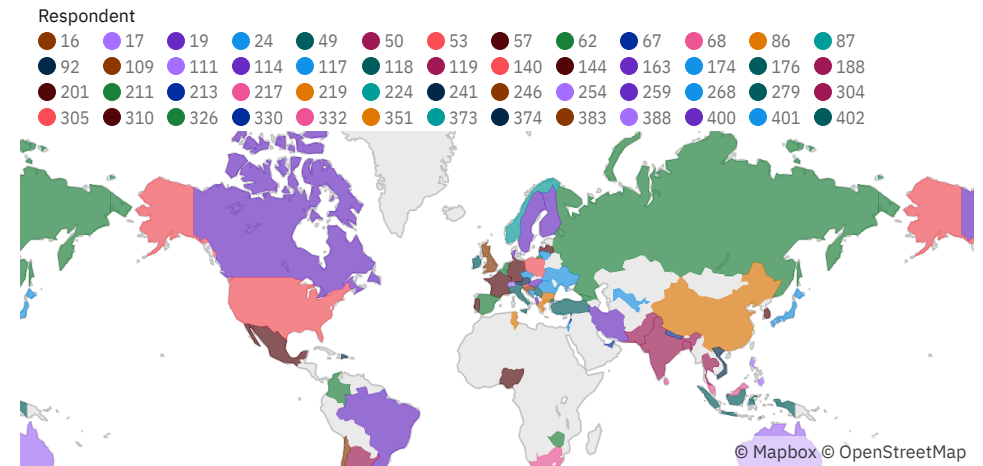 Respondent
16 17 19 24 49 50 53 57 62 67 68 86 87
92 109 111 114 117 118 119 140 144 163 174 176 188
201 211 213 217 219 224 241 246 254 259 268 279 304
305 310 326 330 332 351 373 374 383 388 400 401 402
© Mapbox © OpenStreetMap